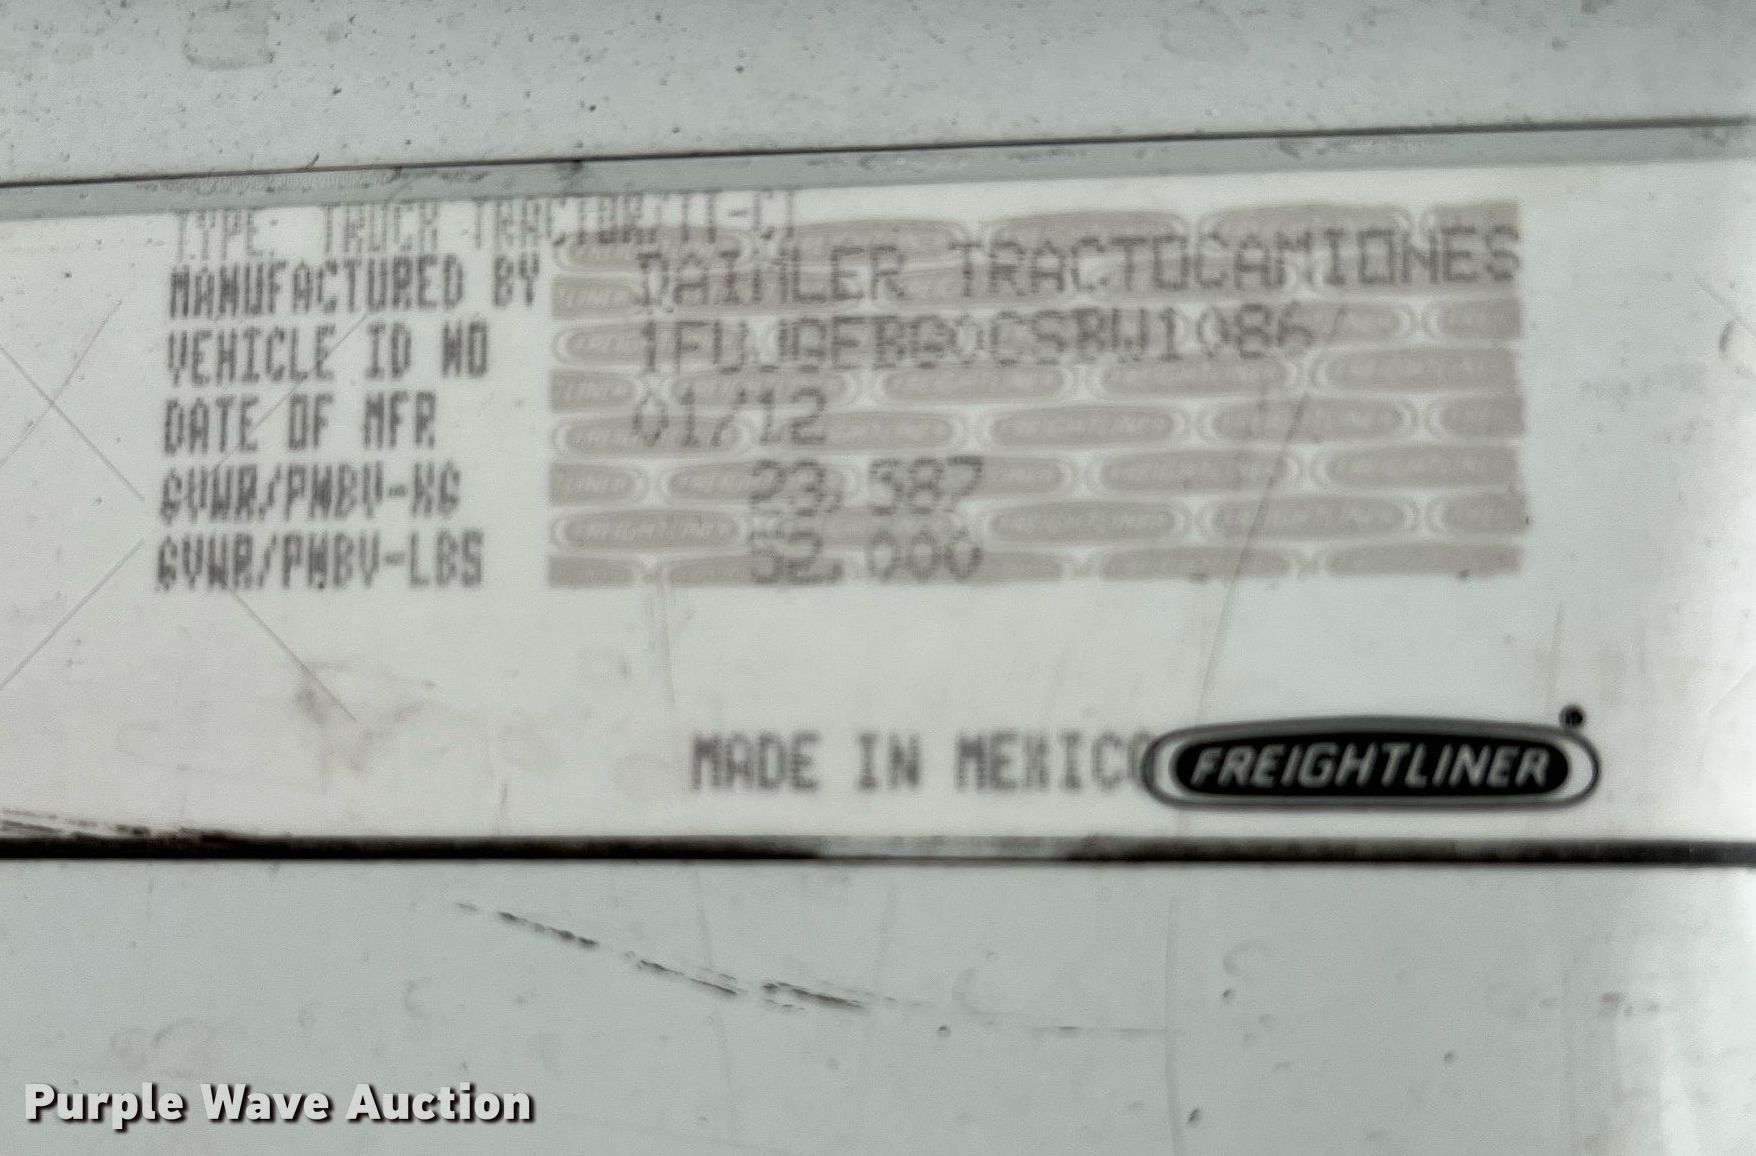 TYPE: TRUCK TRACTOR(TT-C)
MANUFACTURED BY DAIMLER TRACTOCAMIONES
VEHICLE ID NO 1FUJGEBG0CSBW1086
DATE OF MFR 01/12
GVWR/PNBV-KG 23,587
GVWR/PNBV-LBS 52,000
MADE IN MEXICO FREIGHTLINER
Purple Wave Auction